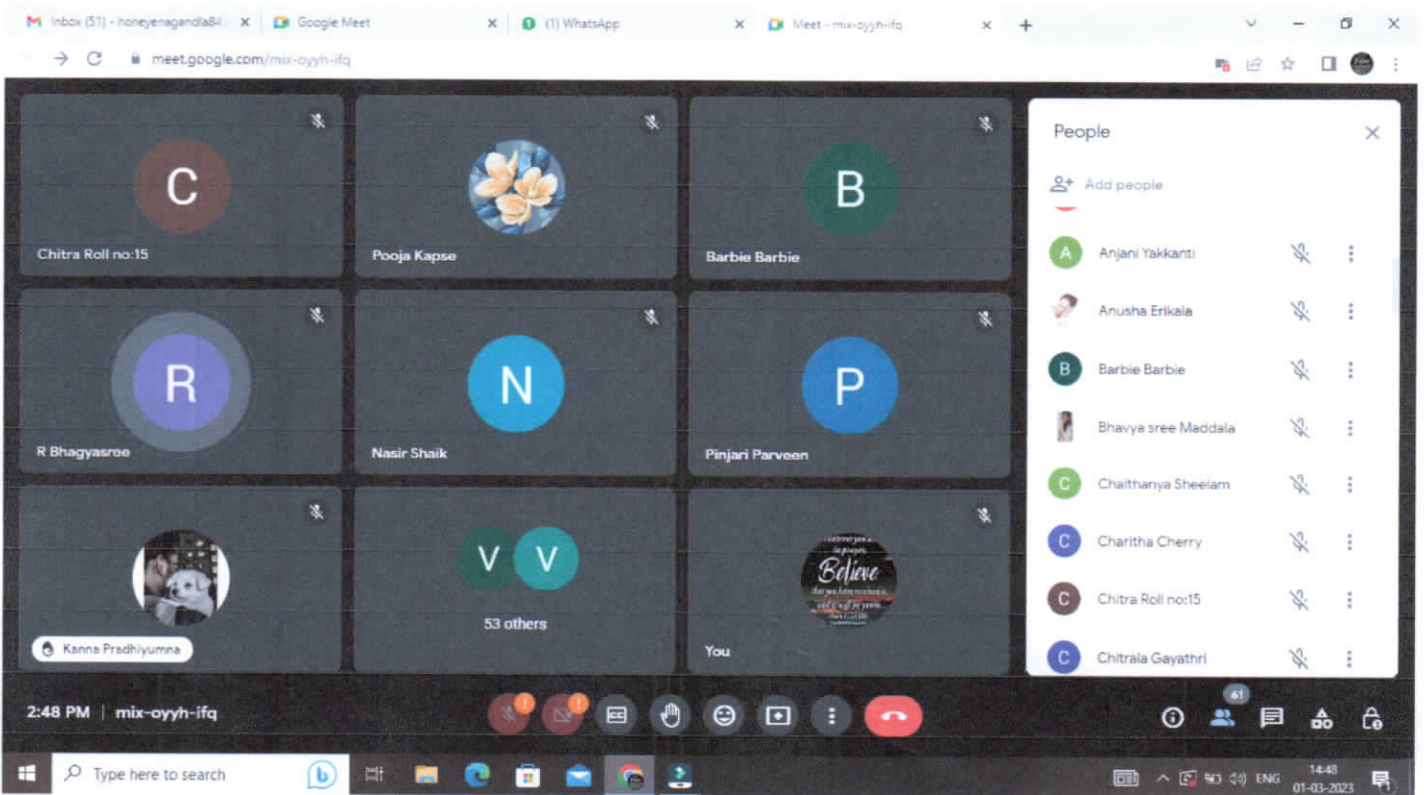 M Inbox (51) - honeyenagandla84 Google Meet (1) WhatsApp Meet - mix-oyyh-ifq
meet.google.com/mix-oyyh-ifq
C
Chitra Roll no:15
Pooja Kapse
B
Barbie Barbie
R
R Bhagyasree
N
Nasir Shaik
P
Pinjari Parveen
Kanna Pradhiyumna
V V
53 others
Believe
You
People
Add people
A Anjani Yakkanti
Anusha Erikala
B Barbie Barbie
Bhavya sree Maddala
C Chaithanya Sheelam
C Charitha Cherry
C Chitra Roll no:15
C Chitrala Gayathri
2:48 PM | mix-oyyh-ifq
61
Type here to search
ENG
14:48
01-03-2023